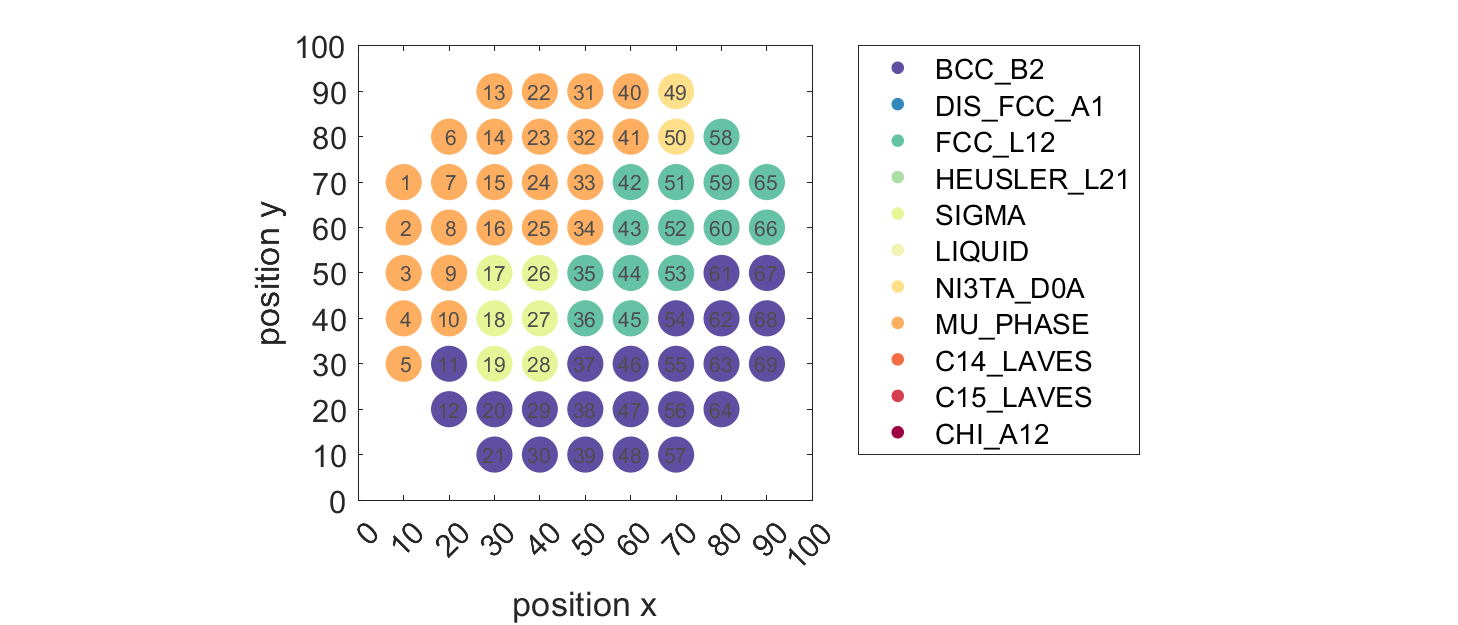 100
90
80
70
60
50
40
30
20
10
0
13 22 31 40 49
6 14 23 32 41 50 58
1 7 15 24 33 42 51 59 65
2 8 16 25 34 43 52 60 66
3 9 17 26 35 44 53 61 67
4 10 18 27 36 45 54 62 68
5 11 19 28 37 46 55 63 69
12 20 29 38 47 56 64
21 30 39 48 57
0 10 20 30 40 50 60 70 80 90 100
position x
position y
BCC_B2
DIS_FCC_A1
FCC_L12
HEUSLER_L21
SIGMA
LIQUID
NI3TA_D0A
MU_PHASE
C14_LAVES
C15_LAVES
CHI_A12